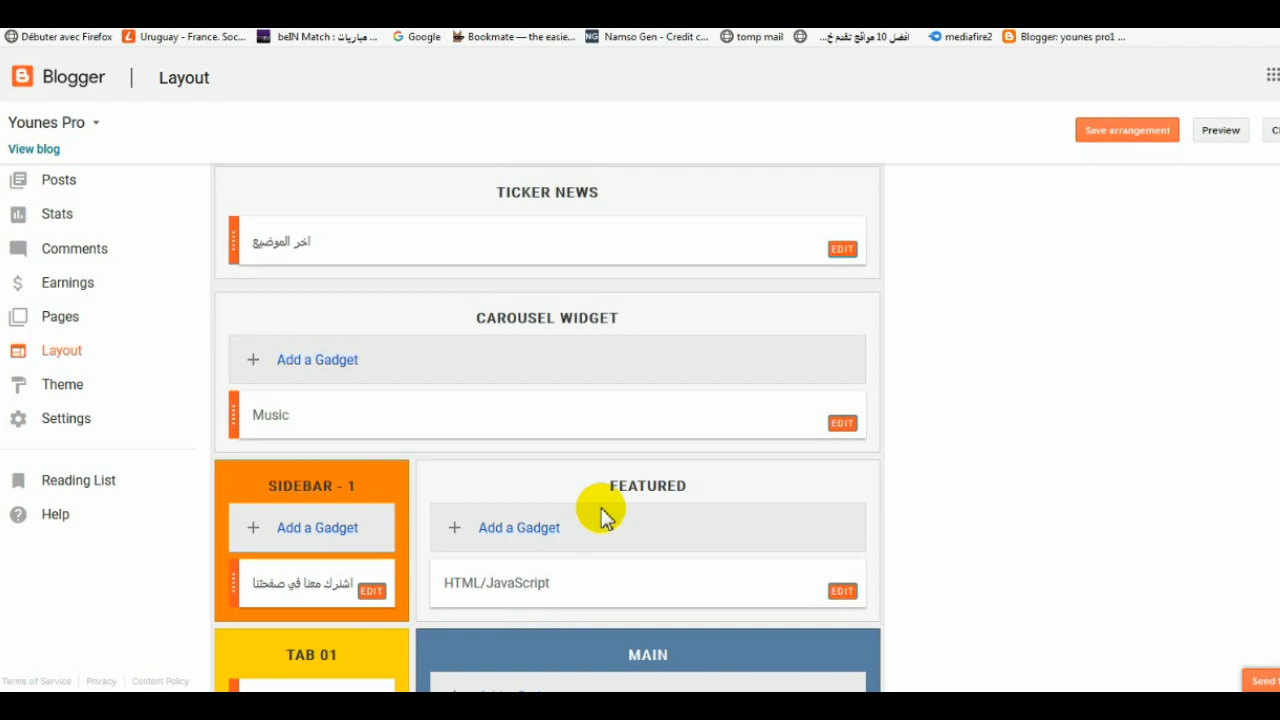 Débuter avec Firefox Uruguay - France. Soc... beIN Match : مباريات ... Google Bookmate — the easie... Namso Gen - Credit c... tomp mail افضل 10 مواقع تقدم خ... mediafire2 Blogger: younes pro1 ...
Blogger | Layout
Younes Pro
View blog
Save arrangement
Preview
Posts
Stats
Comments
Earnings
Pages
Layout
Theme
Settings
Reading List
Help
Terms of Service Privacy Content Policy
TICKER NEWS
اخر الموضيع
EDIT
CAROUSEL WIDGET
+ Add a Gadget
Music
EDIT
SIDEBAR - 1
+ Add a Gadget
اشترك معنا في صفحتنا
EDIT
FEATURED
+ Add a Gadget
HTML/JavaScript
EDIT
TAB 01
MAIN
Send